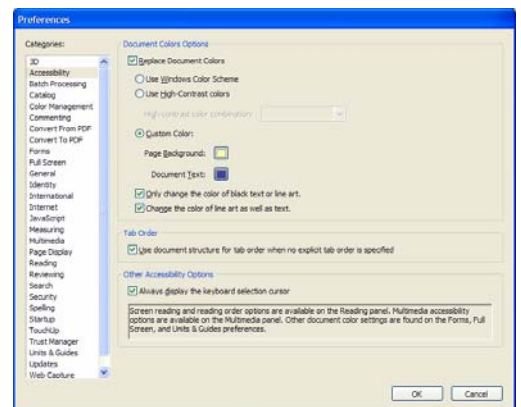 Preferences
Categories:
3D
Accessibility
Batch Processing
Catalog
Color Management
Commenting
Convert From PDF
Convert To PDF
Forms
Full Screen
General
Identity
International
Internet
JavaScript
Measuring
Multimedia
Page Display
Reading
Reviewing
Search
Security
Spelling
Startup
TouchUp
Trust Manager
Units & Guides
Updates
Web Capture
Document Colors Options
Replace Document Colors
Use Windows Color Scheme
Use High-Contrast colors
High-contrast color combination:
Custom Color:
Page Background:
Document Text:
Only change the color of black text or line art.
Change the color of line art as well as text.
Tab Order
Use document structure for tab order when no explicit tab order is specified
Other Accessibility Options
Always display the keyboard selection cursor
Screen reading and reading order options are available on the Reading panel. Multimedia accessibility
options are available on the Multimedia panel. Other document color settings are found on the Forms, Full
Screen, and Units & Guides preferences.
OK
Cancel